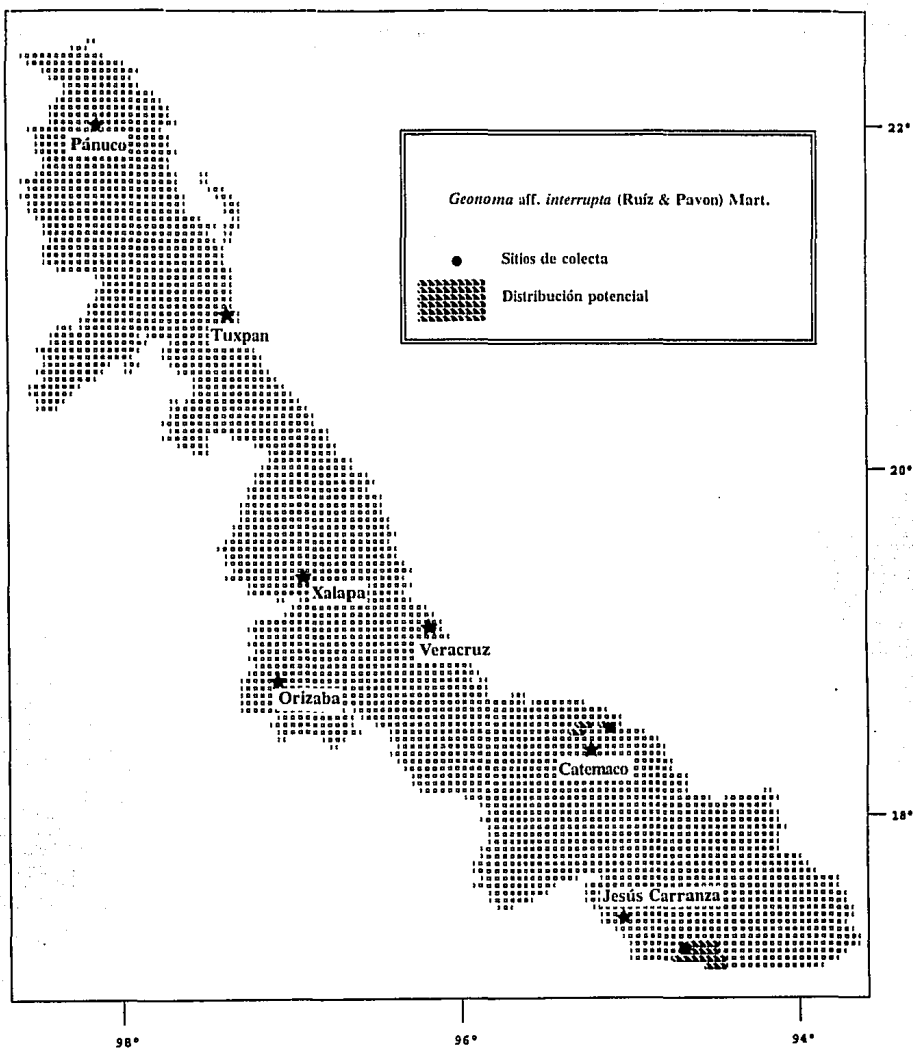 22°
Pánuco
Geonoma aff. interrupta (Ruíz & Pavon) Mart.
Sitios de colecta
Distribución potencial
Tuxpan
20°
Xalapa
Veracruz
Orizaba
Catemaco
18°
Jesús Carranza
98°
96°
94°